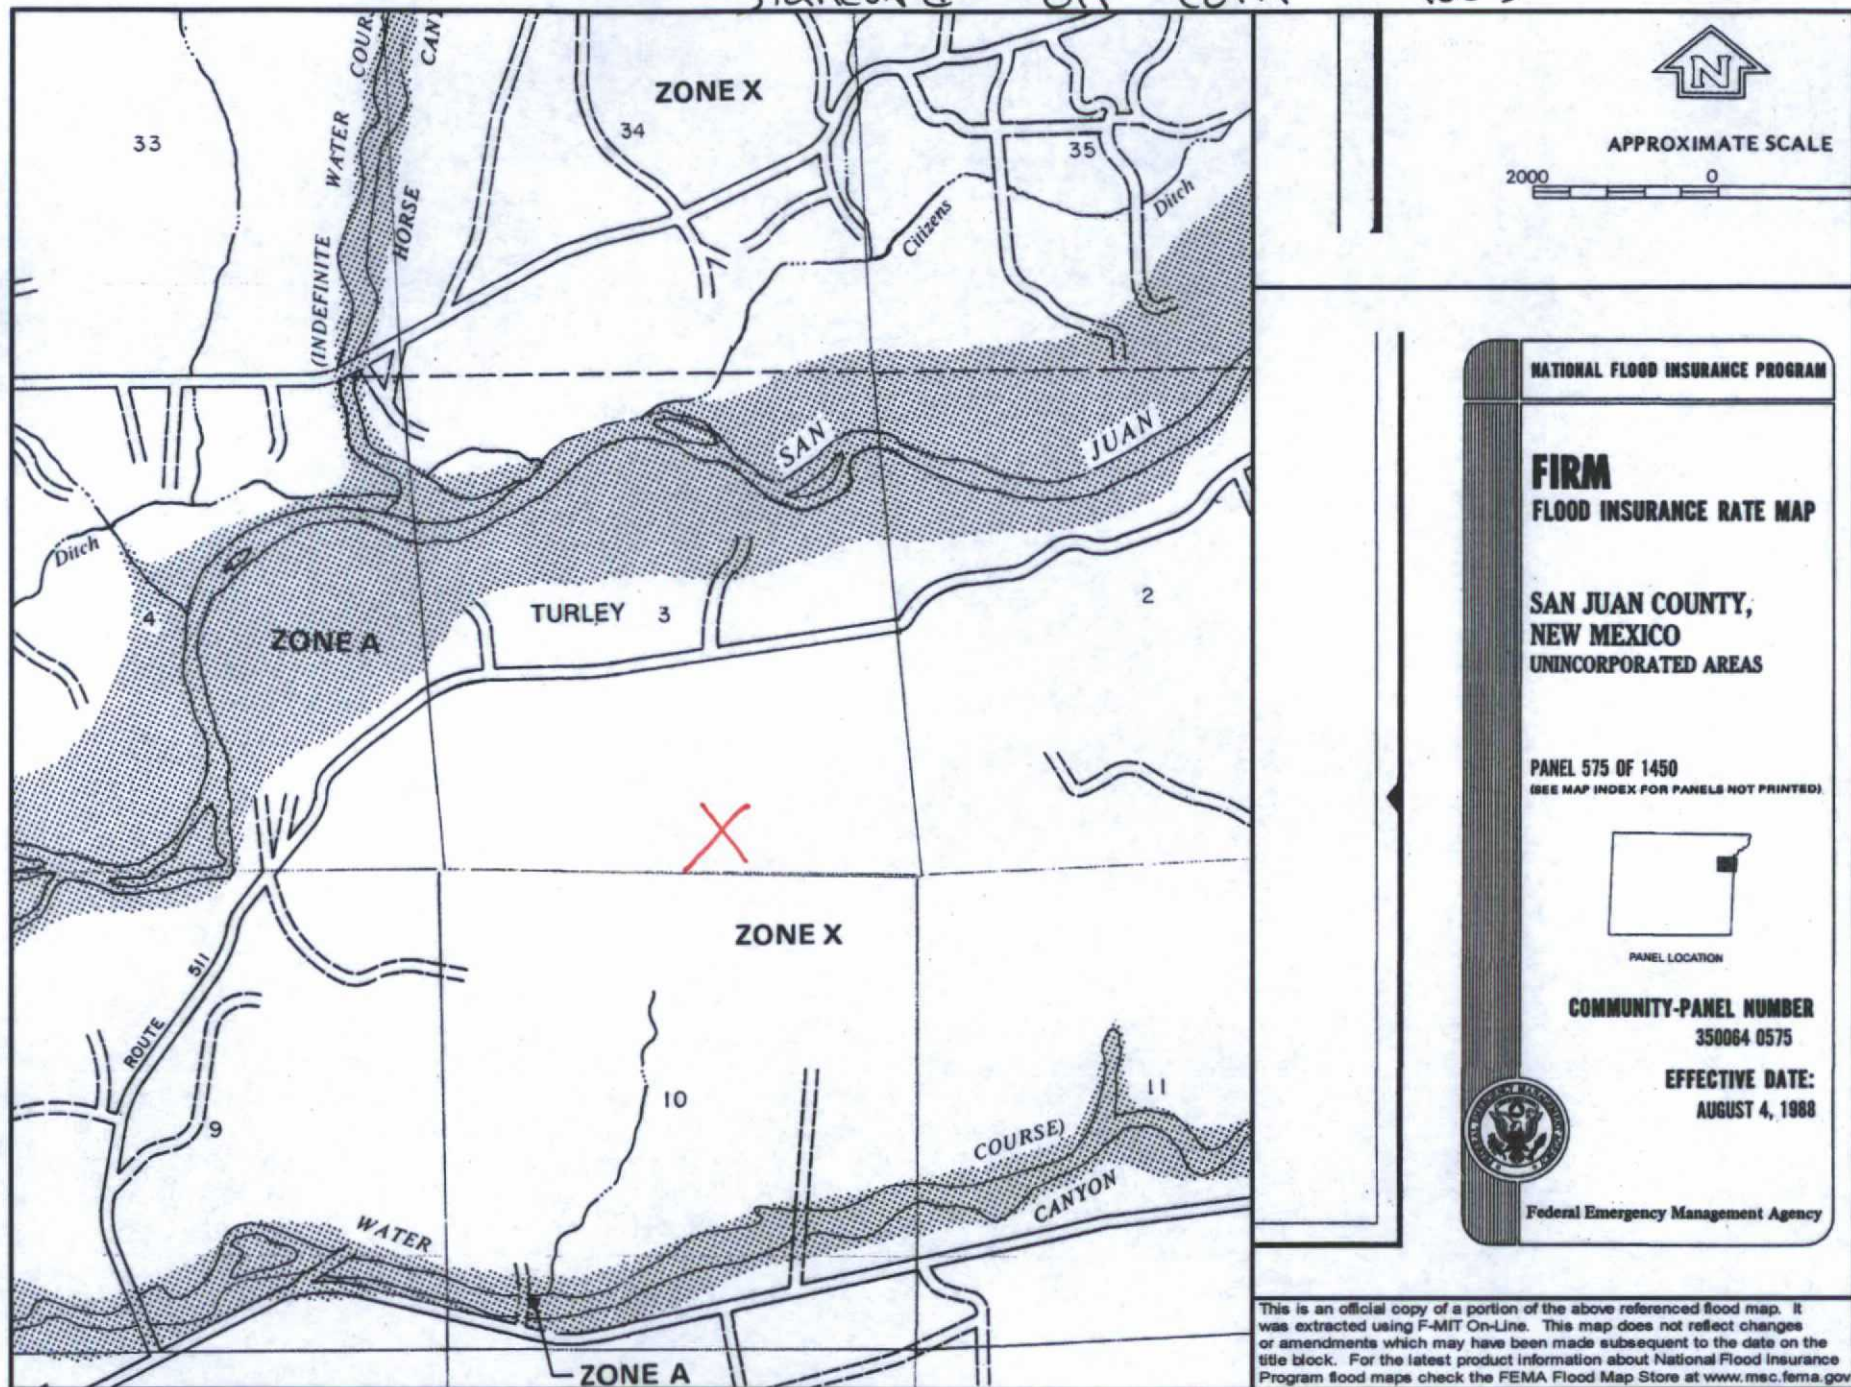 ZONE X
33
34
35
WATER
(INDEFINITE
HORSE
Citizens
Ditch
SAN
JUAN
Ditch
4
ZONE A
TURLEY 3
2
ZONE X
ROUTE 511
9
10
11
COURSE)
CANYON
WATER
ZONE A
N
APPROXIMATE SCALE
2000 0
NATIONAL FLOOD INSURANCE PROGRAM
FIRM
FLOOD INSURANCE RATE MAP
SAN JUAN COUNTY,
NEW MEXICO
UNINCORPORATED AREAS
PANEL 575 OF 1450
(SEE MAP INDEX FOR PANELS NOT PRINTED)
PANEL LOCATION
COMMUNITY-PANEL NUMBER
350064 0575
EFFECTIVE DATE:
AUGUST 4, 1988
Federal Emergency Management Agency
This is an official copy of a portion of the above referenced flood map. It
was extracted using F-MIT On-Line. This map does not reflect changes
or amendments which may have been made subsequent to the date on the
title block. For the latest product information about National Flood Insurance
Program flood maps check the FEMA Flood Map Store at www.msc.fema.gov